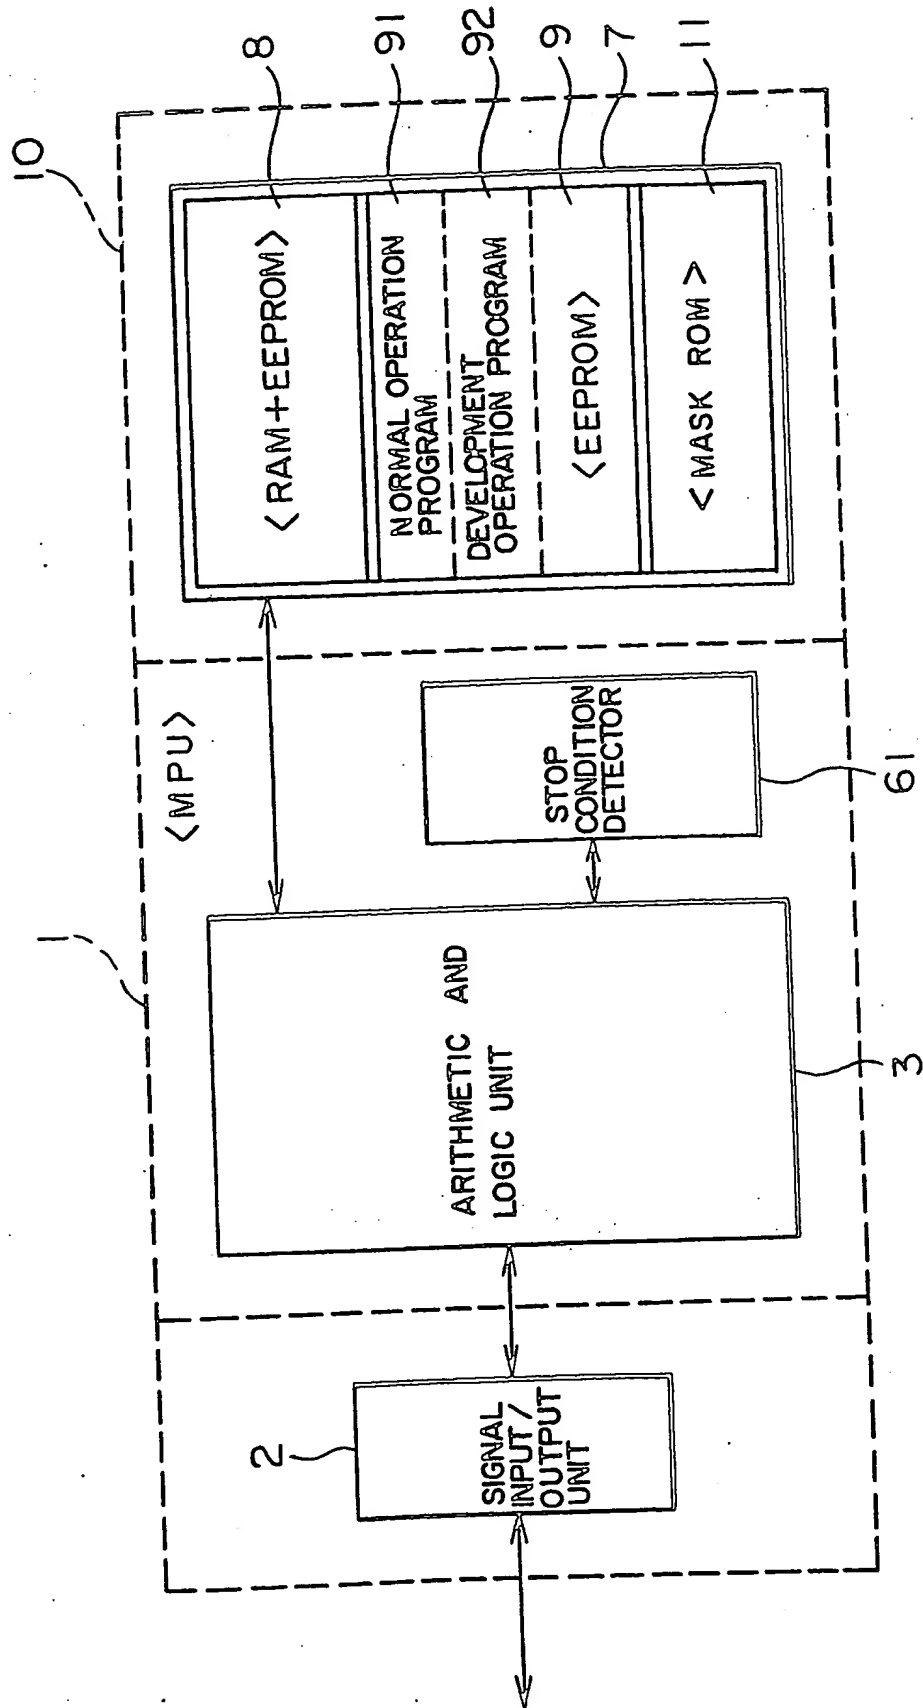 10
1
<MPU>
8
91
92
9
7
11
<RAM+EEPROM>
NORMAL OPERATION
PROGRAM
DEVELOPMENT
OPERATION PROGRAM
<EEPROM>
<MASK ROM>
2
SIGNAL
INPUT/
OUTPUT
UNIT
ARITHMETIC AND
LOGIC UNIT
3
STOP
CONDITION
DETECTOR
61